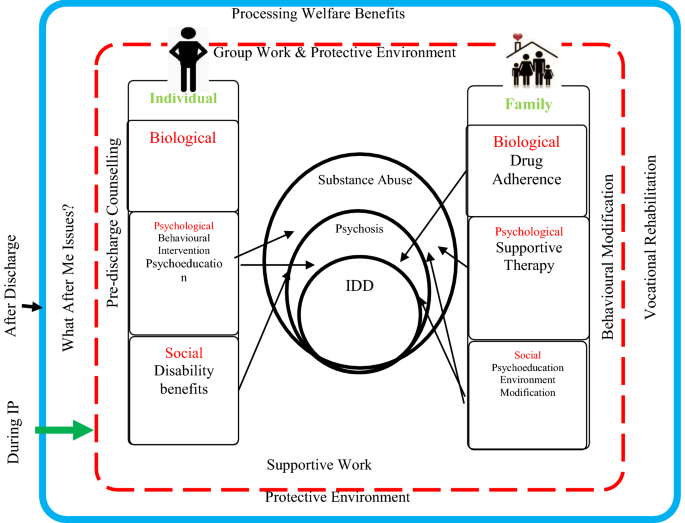 Processing Welfare Benefits
Group Work & Protective Environment
After Discharge
During IP
What After Me Issues?
Pre-discharge Counselling
Individual
Biological
Psychological
Behavioural
Intervention
Psychoeducatio
n
Social
Disability
benefits
Substance Abuse
Psychosis
IDD
Family
Biological
Drug
Adherence
Psychological
Supportive
Therapy
Social
Psychoeducation
Environment
Modification
Behavioural Modification
Vocational Rehabilitation
Supportive Work
Protective Environment